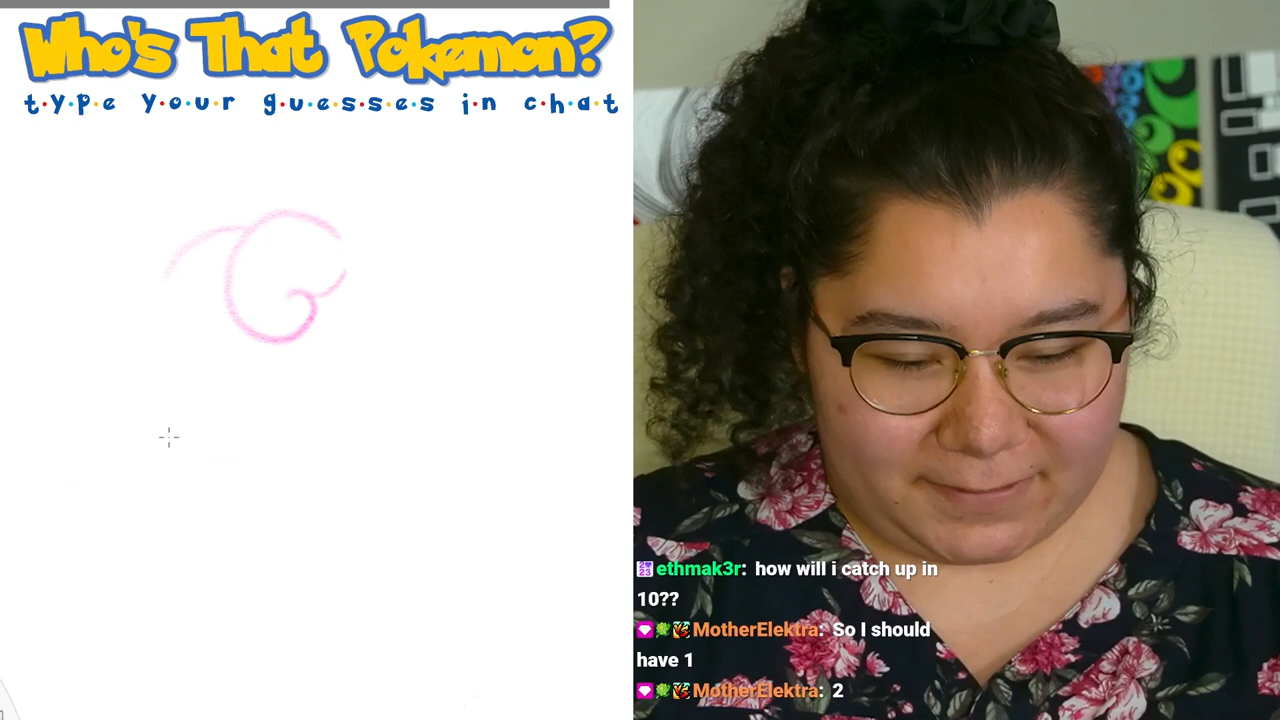 Who's That Pokemon?
type your guesses in chat
ethmak3r: how will i catch up in
10??
MotherElektra: So I should
have 1
MotherElektra: 2